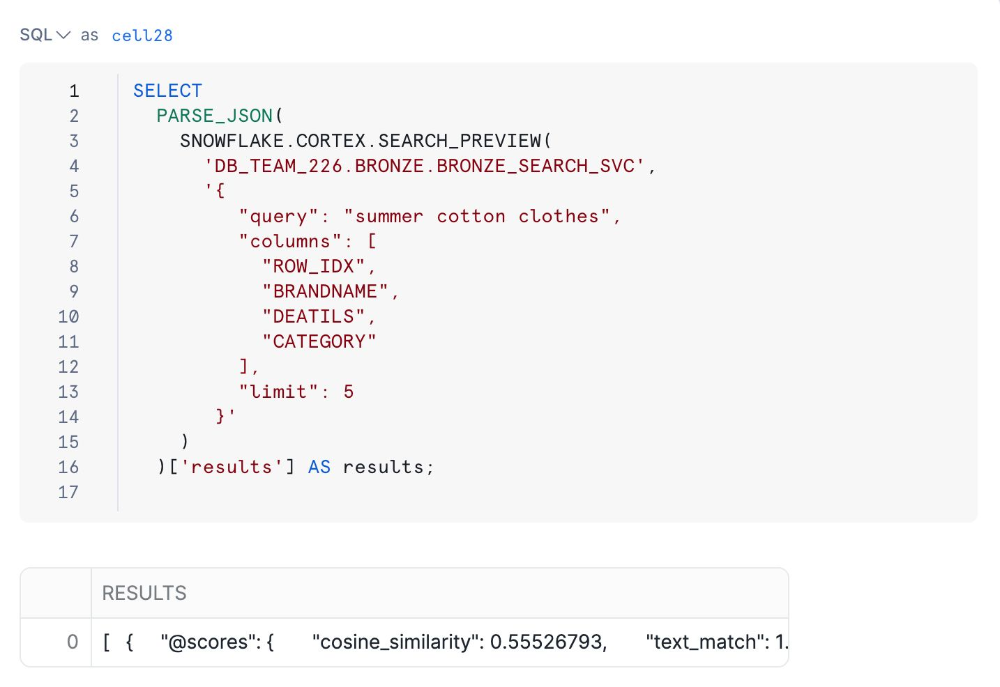 SQL as cell28
1 SELECT
2 PARSE_JSON(
3 SNOWFLAKE.CORTEX.SEARCH_PREVIEW(
4 'DB_TEAM_226.BRONZE.BRONZE_SEARCH_SVC',
5 '{
6 "query": "summer cotton clothes",
7 "columns": [
8 "ROW_IDX",
9 "BRANDNAME",
10 "DEATILS",
11 "CATEGORY"
12 ],
13 "limit": 5
14 }'
15 )
16 )['results'] AS results;
17
RESULTS
0 [ { "@scores": { "cosine_similarity": 0.55526793, "text_match": 1.